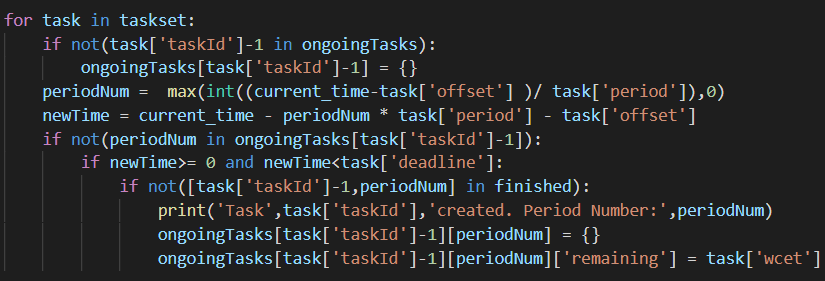 for task in taskset:
    if not(task['taskId']-1 in ongoingTasks):
        ongoingTasks[task['taskId']-1] = {}
    periodNum =  max(int((current_time-task['offset'] )/ task['period']),0)
    newTime = current_time - periodNum * task['period'] - task['offset']
    if not(periodNum in ongoingTasks[task['taskId']-1]):
        if newTime>= 0 and newTime<task['deadline']:
            if not([task['taskId']-1,periodNum] in finished):
                print('Task',task['taskId'],'created. Period Number:',periodNum)
                ongoingTasks[task['taskId']-1][periodNum] = {}
                ongoingTasks[task['taskId']-1][periodNum]['remaining'] = task['wcet']